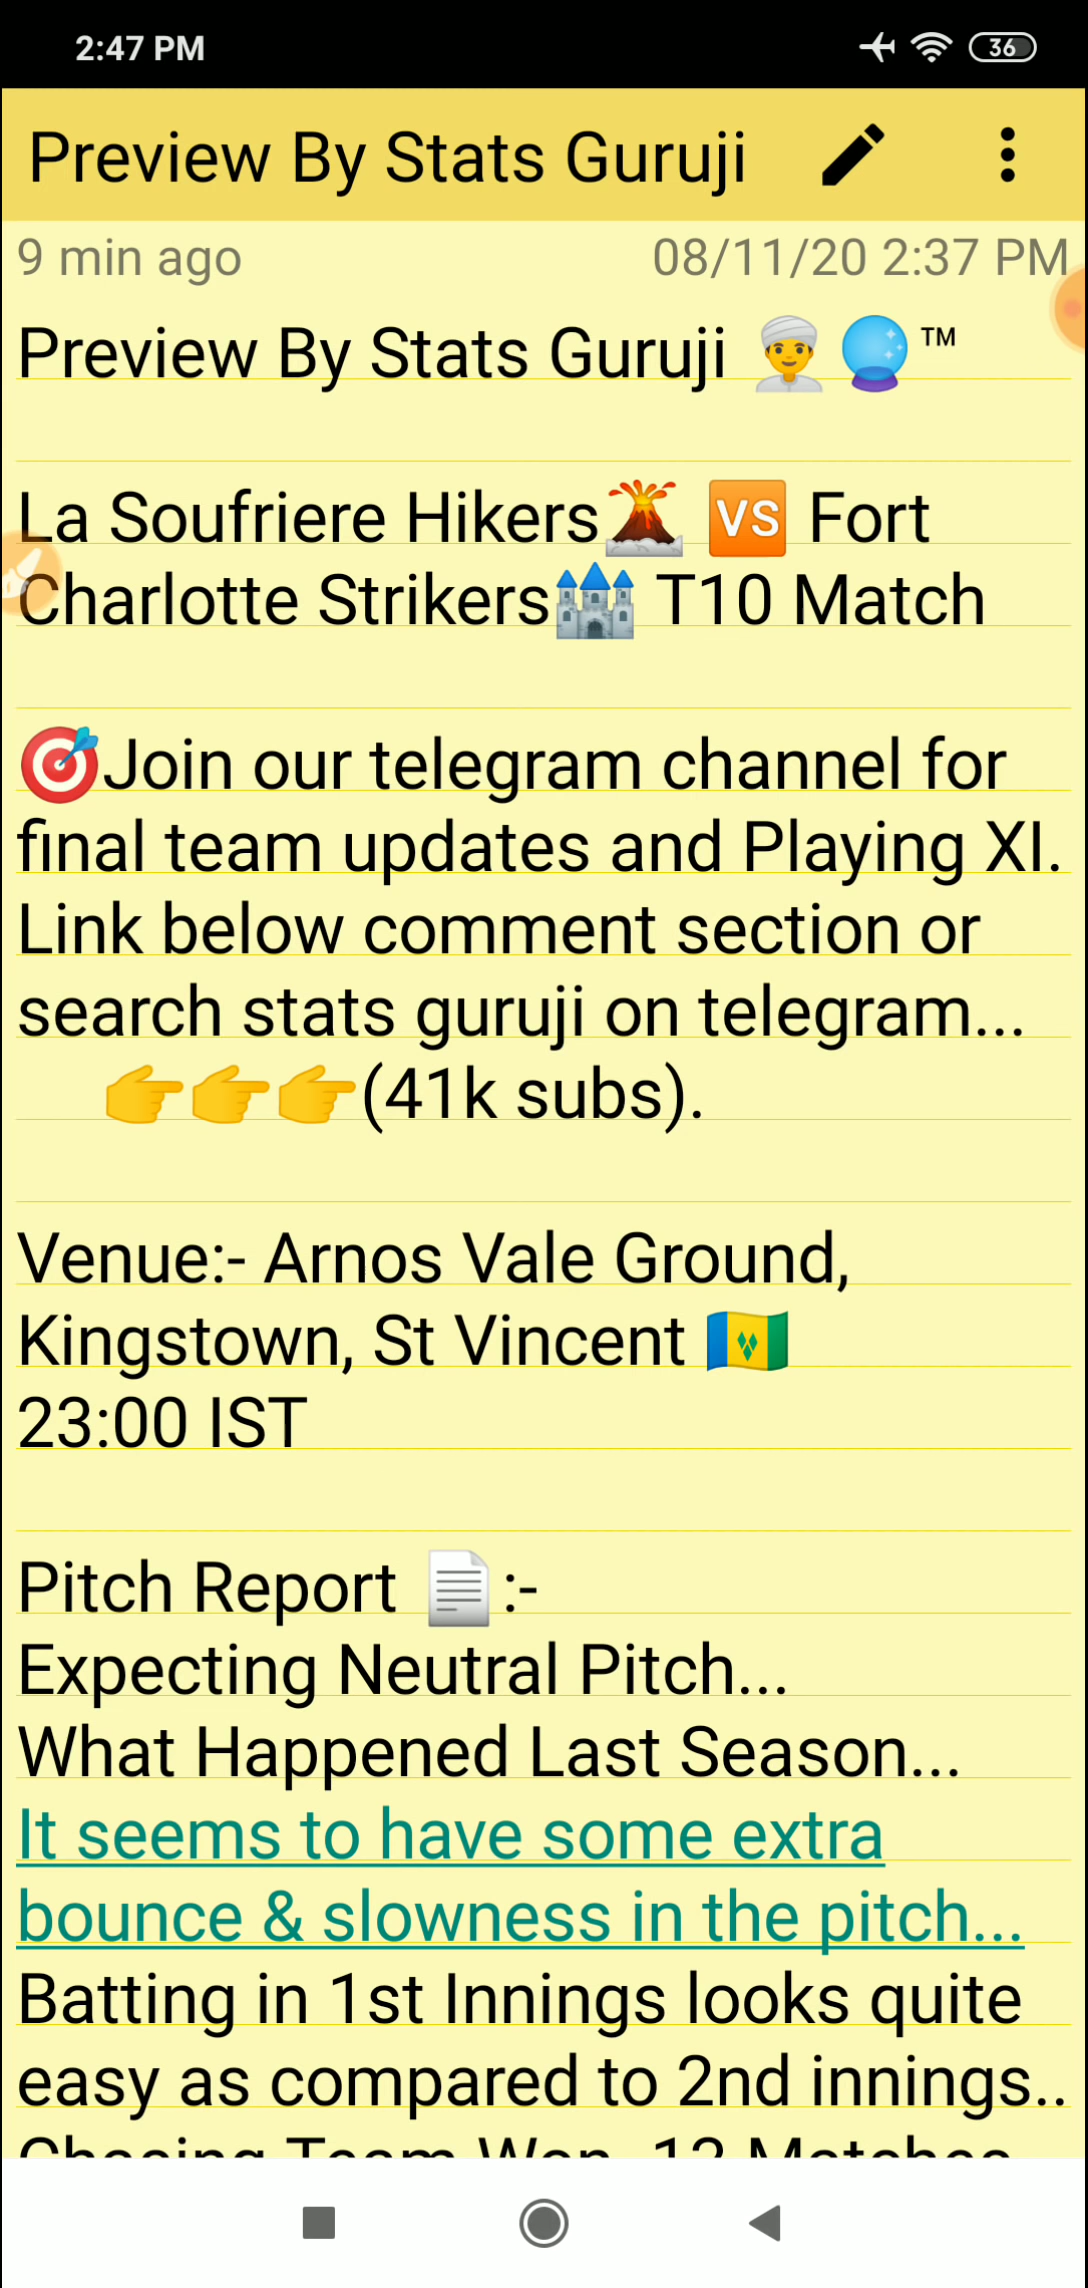 2:47 PM
36
Preview By Stats Guruji
9 min ago 08/11/20 2:37 PM
Preview By Stats Guruji 👳🔮™
La Soufriere Hikers🌋 🆚 Fort
Charlotte Strikers🏰 T10 Match
🎯Join our telegram channel for
final team updates and Playing XI.
Link below comment section or
search stats guruji on telegram...
👉👉👉(41k subs).
Venue:- Arnos Vale Ground,
Kingstown, St Vincent 🇻🇨
23:00 IST
Pitch Report 📄:-
Expecting Neutral Pitch...
What Happened Last Season...
It seems to have some extra
bounce & slowness in the pitch...
Batting in 1st Innings looks quite
easy as compared to 2nd innings..
Chasing Team Won